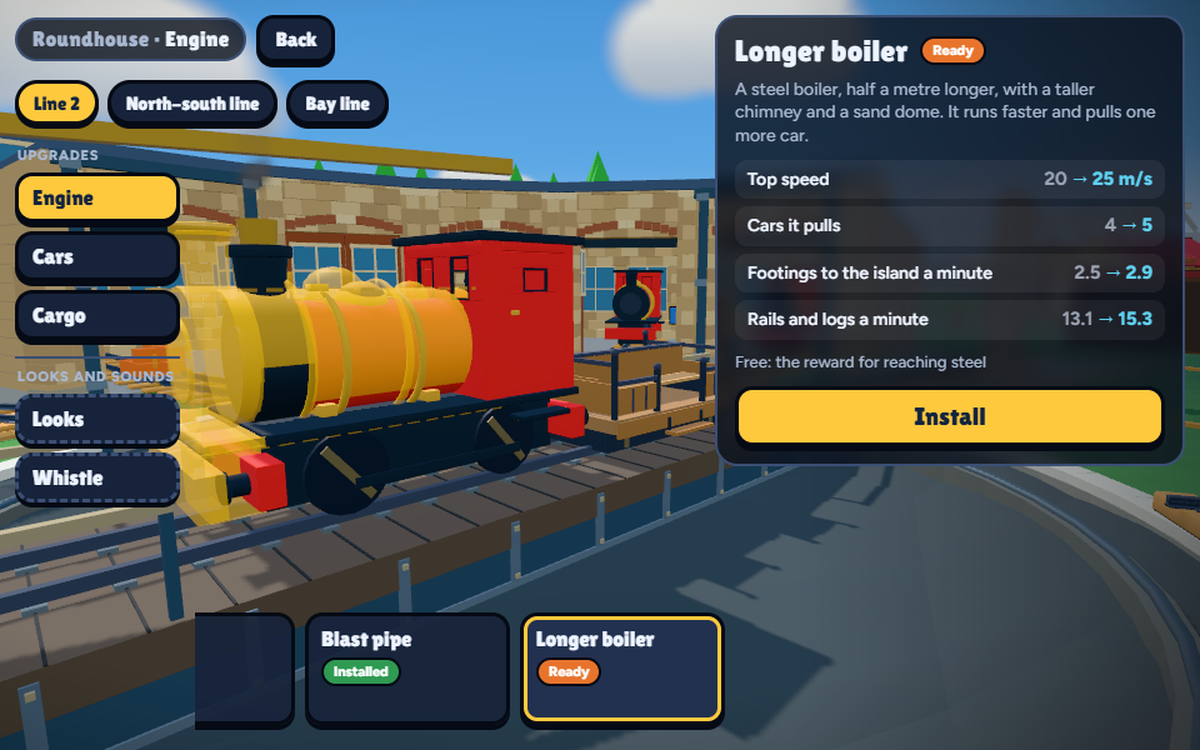 Roundhouse · Engine
Back
Line 2
North–south line
Bay line
UPGRADES
Engine
Cars
Cargo
LOOKS AND SOUNDS
Looks
Whistle
Longer boiler
Ready
A steel boiler, half a metre longer, with a taller
chimney and a sand dome. It runs faster and pulls one
more car.
Top speed 20 → 25 m/s
Cars it pulls 4 → 5
Footings to the island a minute 2.5 → 2.9
Rails and logs a minute 13.1 → 15.3
Free: the reward for reaching steel
Install
Blast pipe
Installed
Longer boiler
Ready